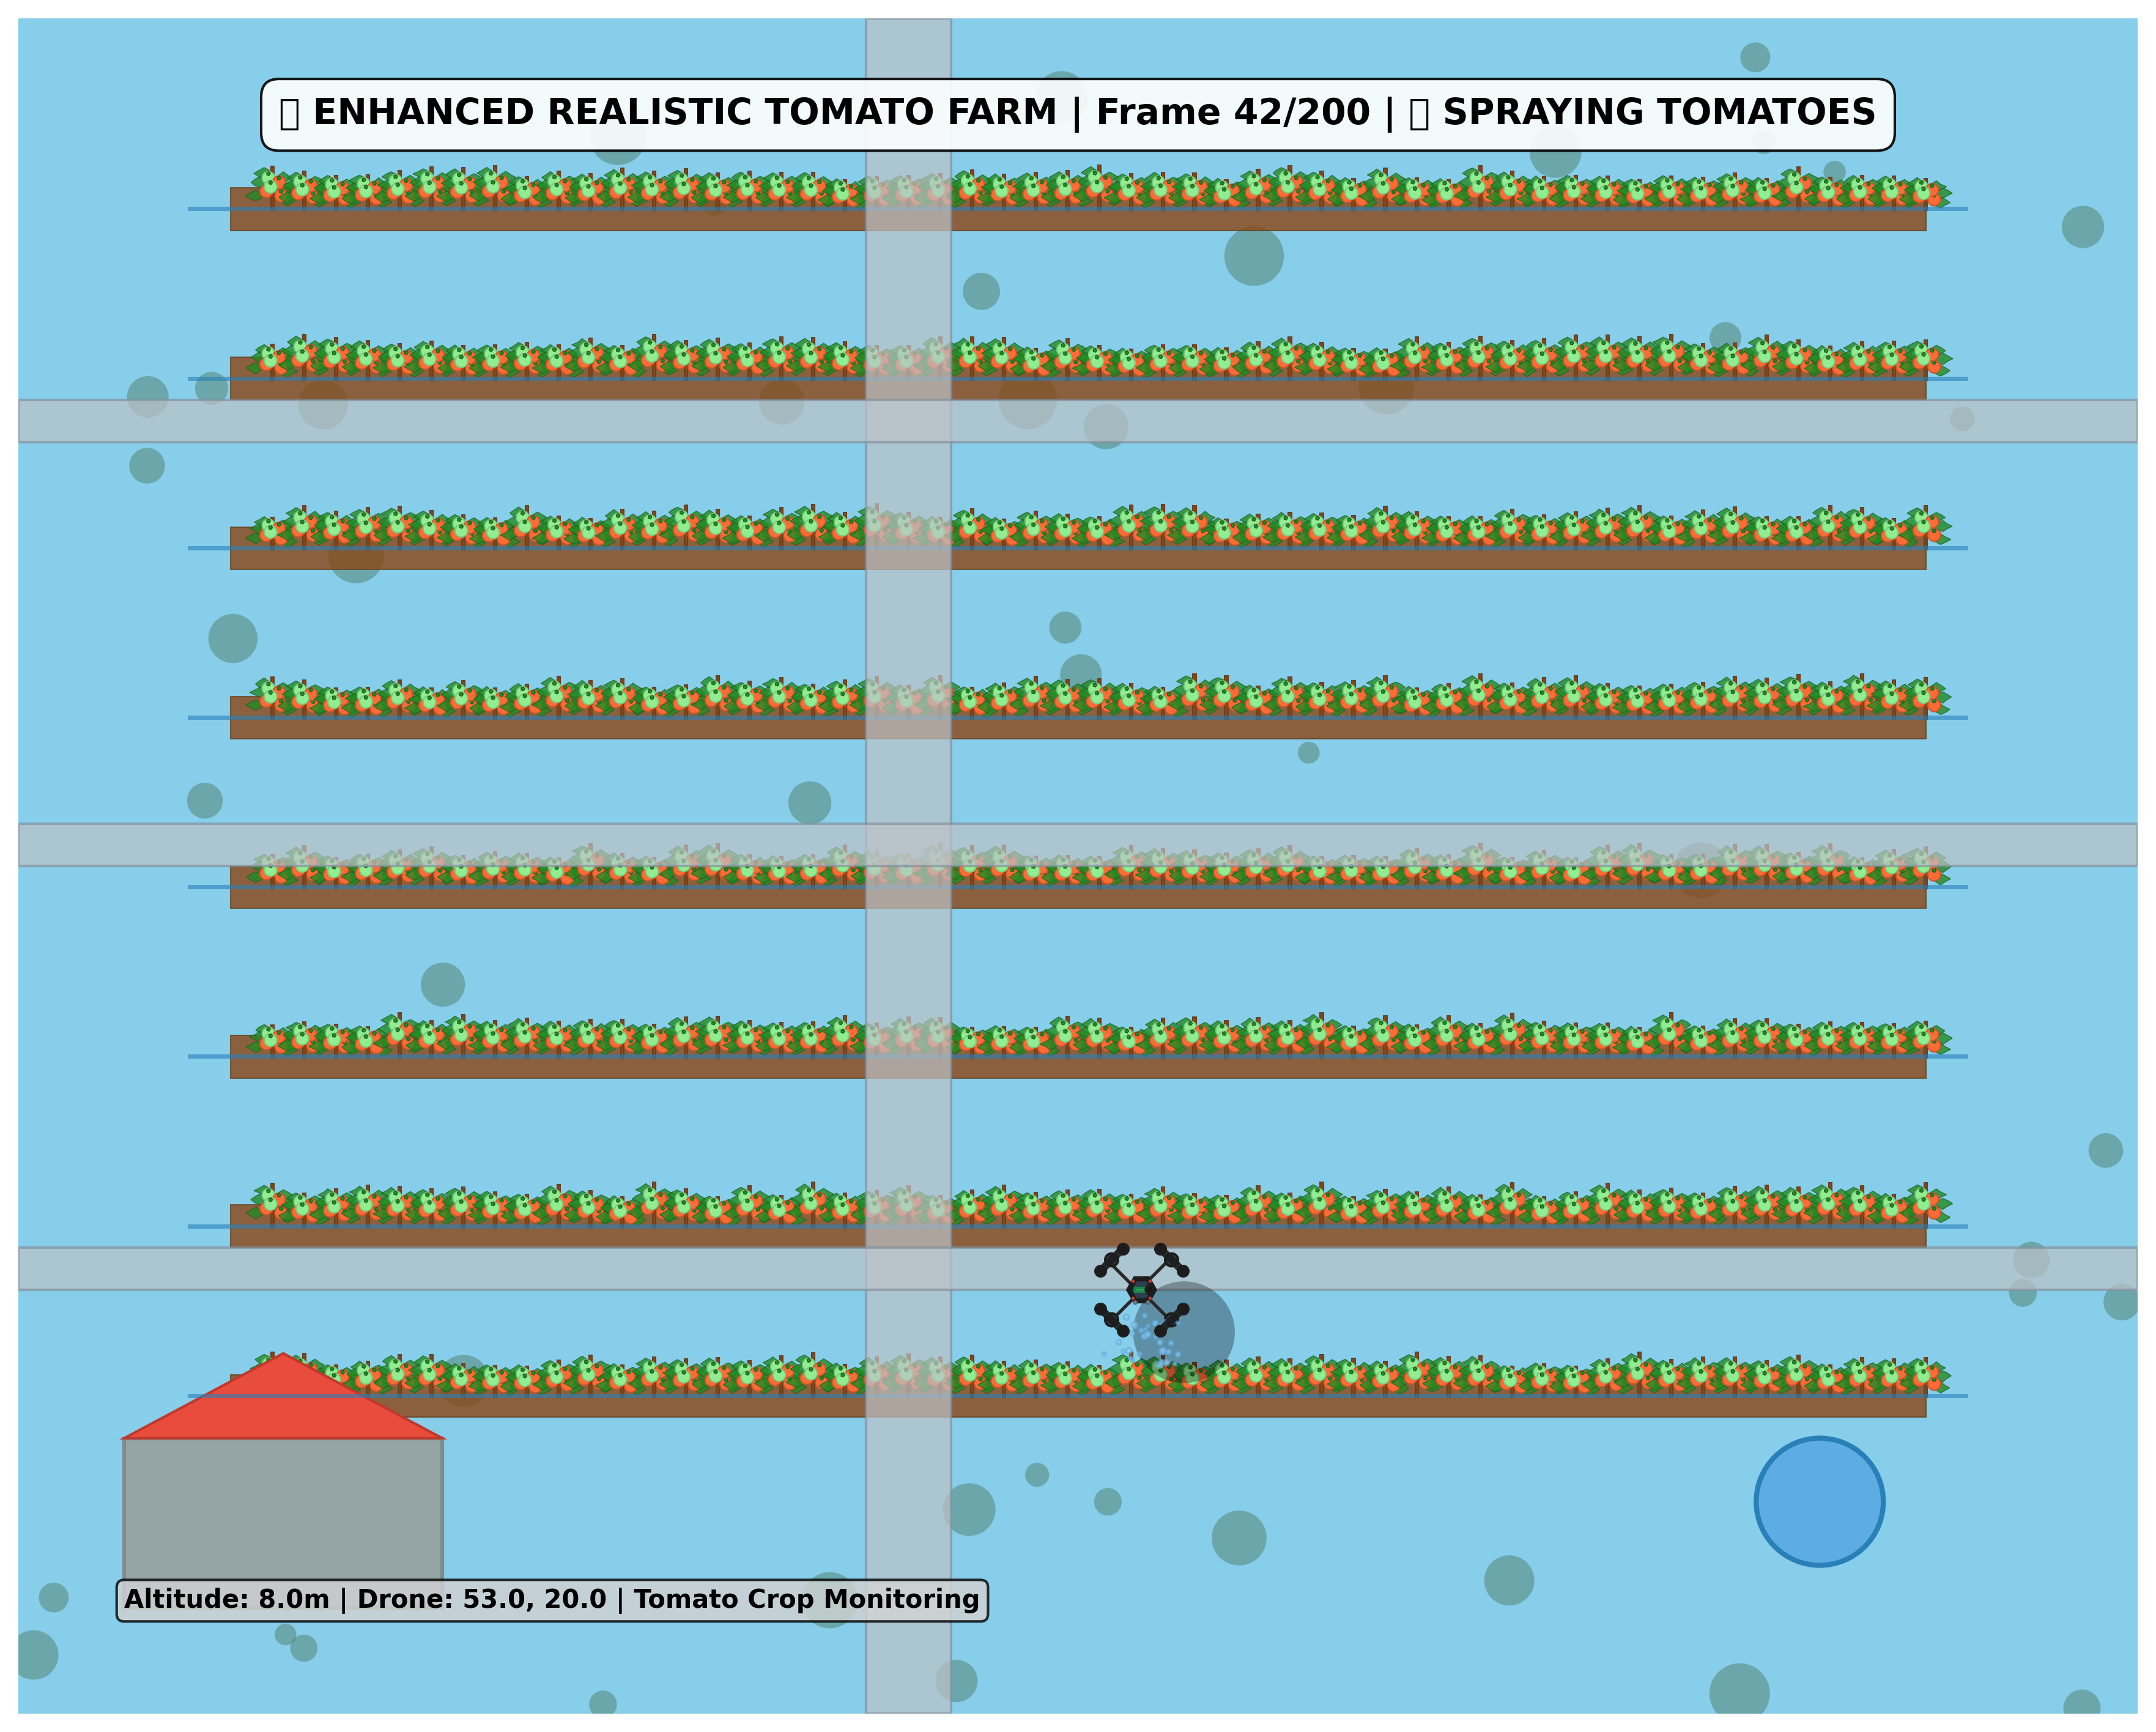 ▯ ENHANCED REALISTIC TOMATO FARM | Frame 42/200 | ▯ SPRAYING TOMATOES
Altitude: 8.0m | Drone: 53.0, 20.0 | Tomato Crop Monitoring